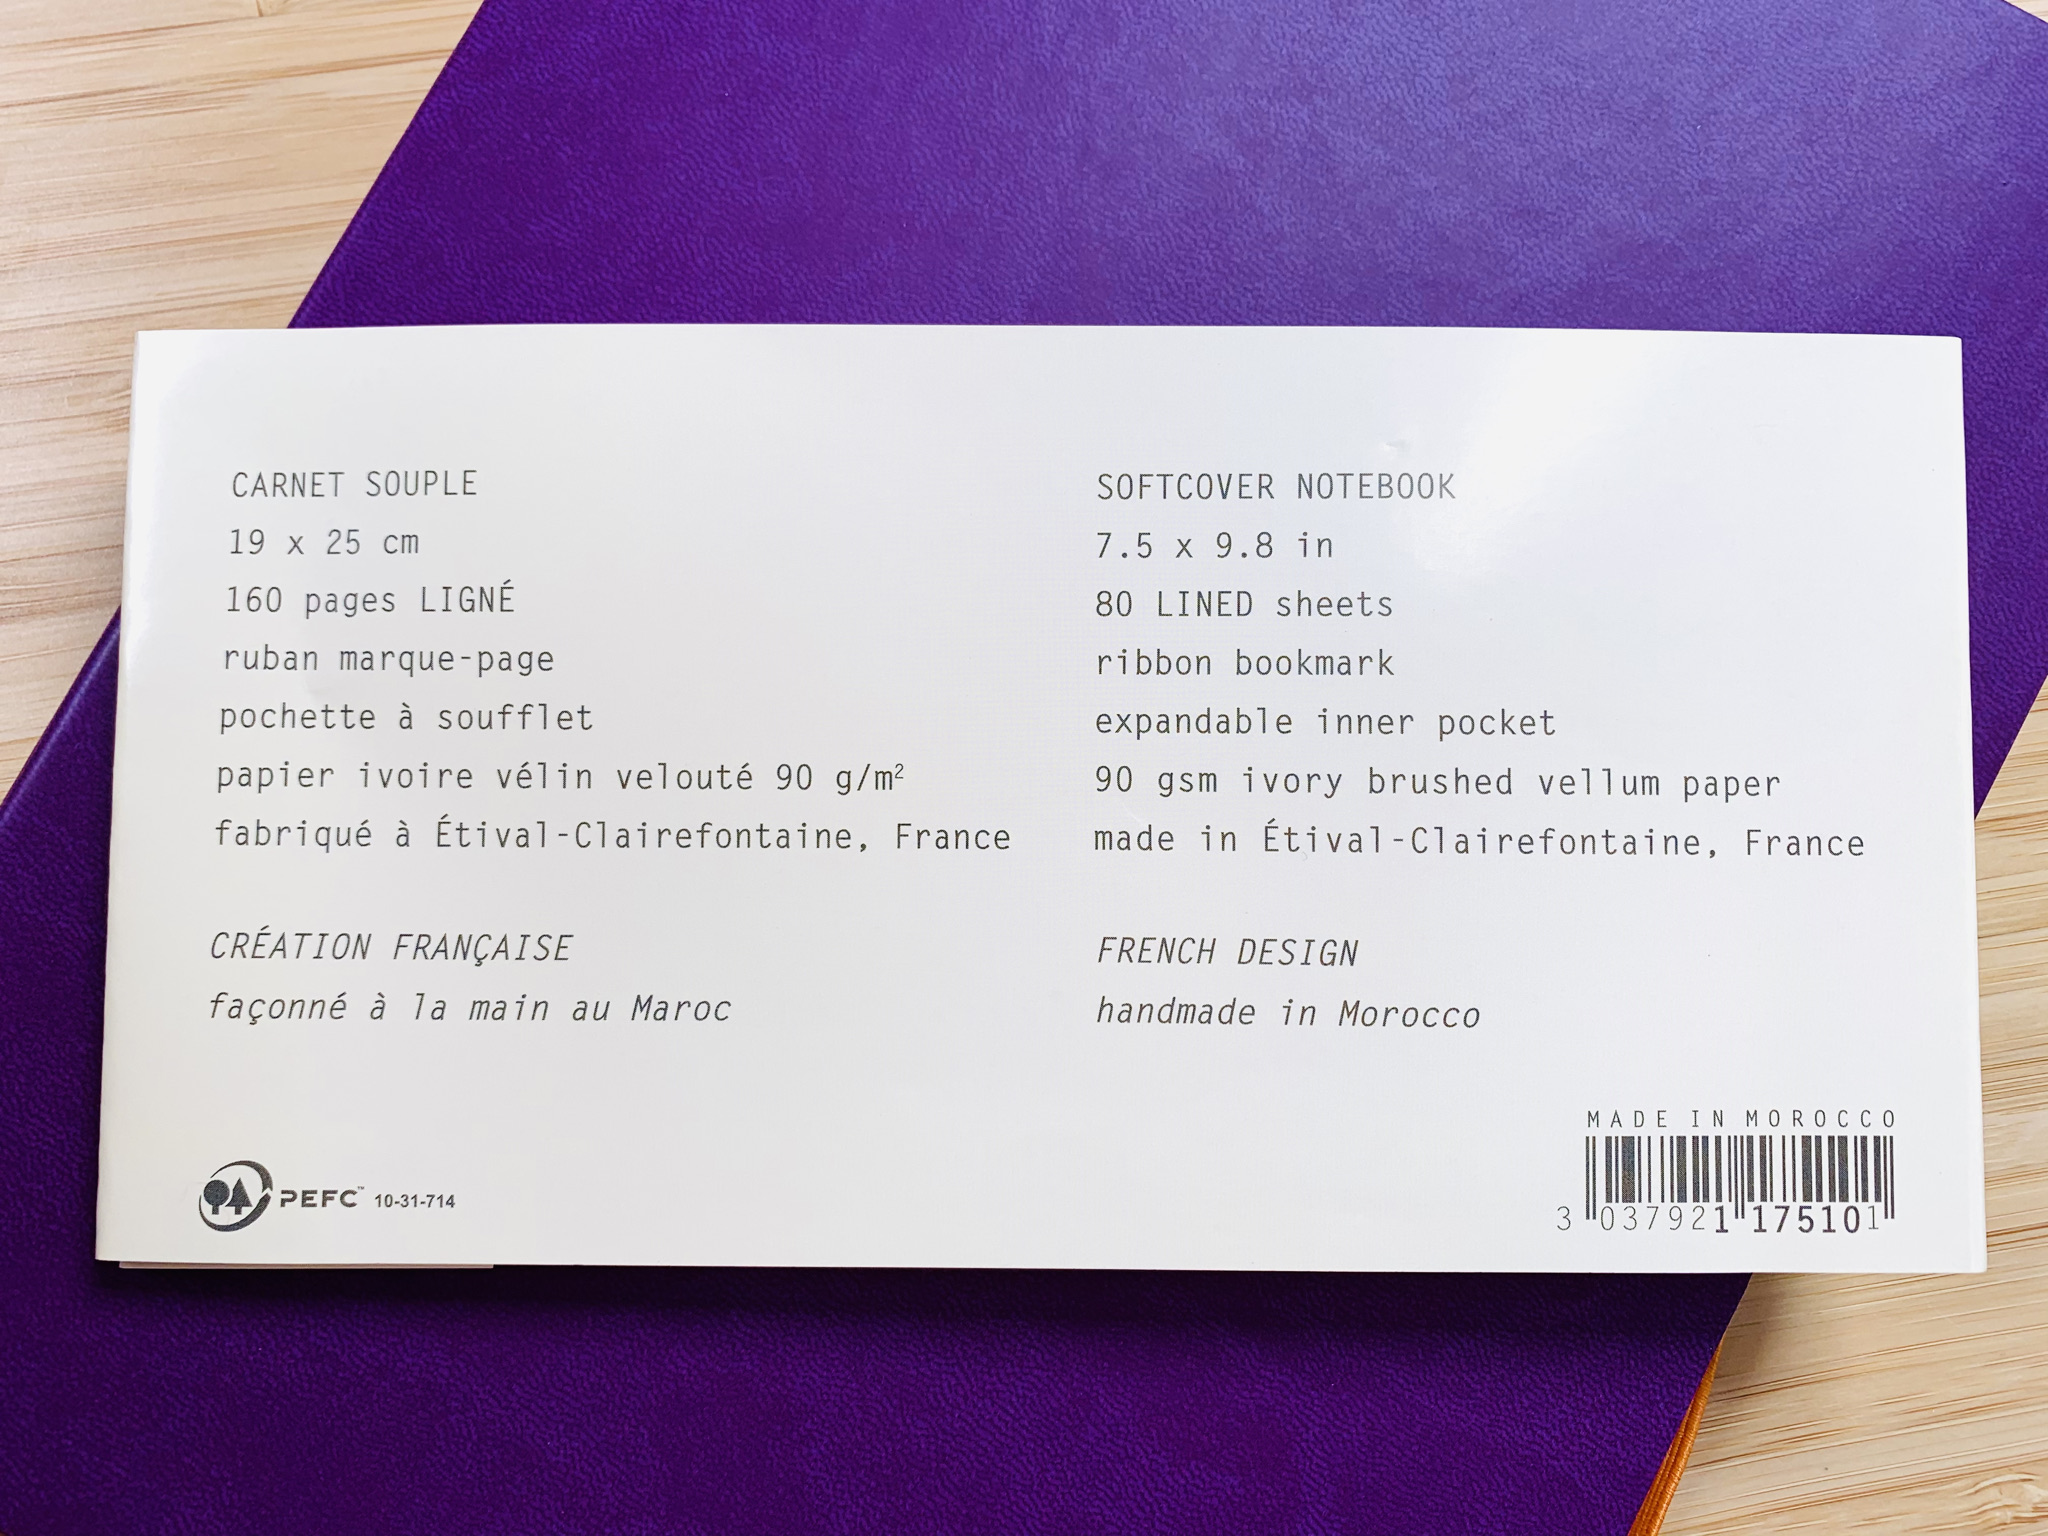 CARNET SOUPLE
19 x 25 cm
160 pages LIGNÉ
ruban marque-page
pochette à soufflet
papier ivoire vélin velouté 90 g/m²
fabriqué à Étival-Clairefontaine, France
CRÉATION FRANÇAISE
façonné à la main au Maroc
SOFTCOVER NOTEBOOK
7.5 x 9.8 in
80 LINED sheets
ribbon bookmark
expandable inner pocket
90 gsm ivory brushed vellum paper
made in Étival-Clairefontaine, France
FRENCH DESIGN
handmade in Morocco
PEFC™ 10-31-714
MADE IN MOROCCO
3 037921 175101